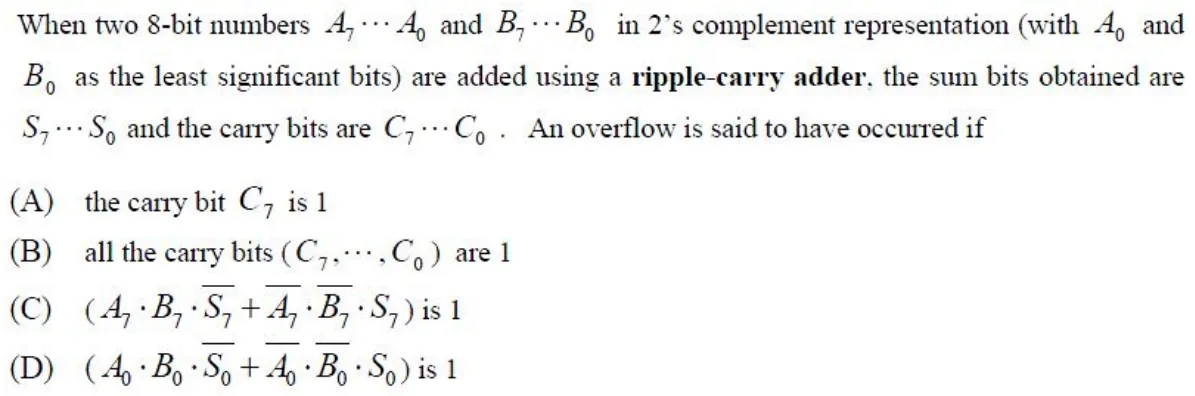 When two 8-bit numbers A₇ ⋯ A₀ and B₇ ⋯ B₀ in 2's complement representation (with A₀ and
B₀ as the least significant bits) are added using a ripple-carry adder, the sum bits obtained are
S₇ ⋯ S₀ and the carry bits are C₇ ⋯ C₀ . An overflow is said to have occurred if
(A) the carry bit C₇ is 1
(B) all the carry bits (C₇,⋯,C₀) are 1
(C) (A₇ · B₇ · S̅₇ + A̅₇ · B̅₇ · S₇) is 1
(D) (A₀ · B₀ · S̅₀ + A̅₀ · B̅₀ · S₀) is 1